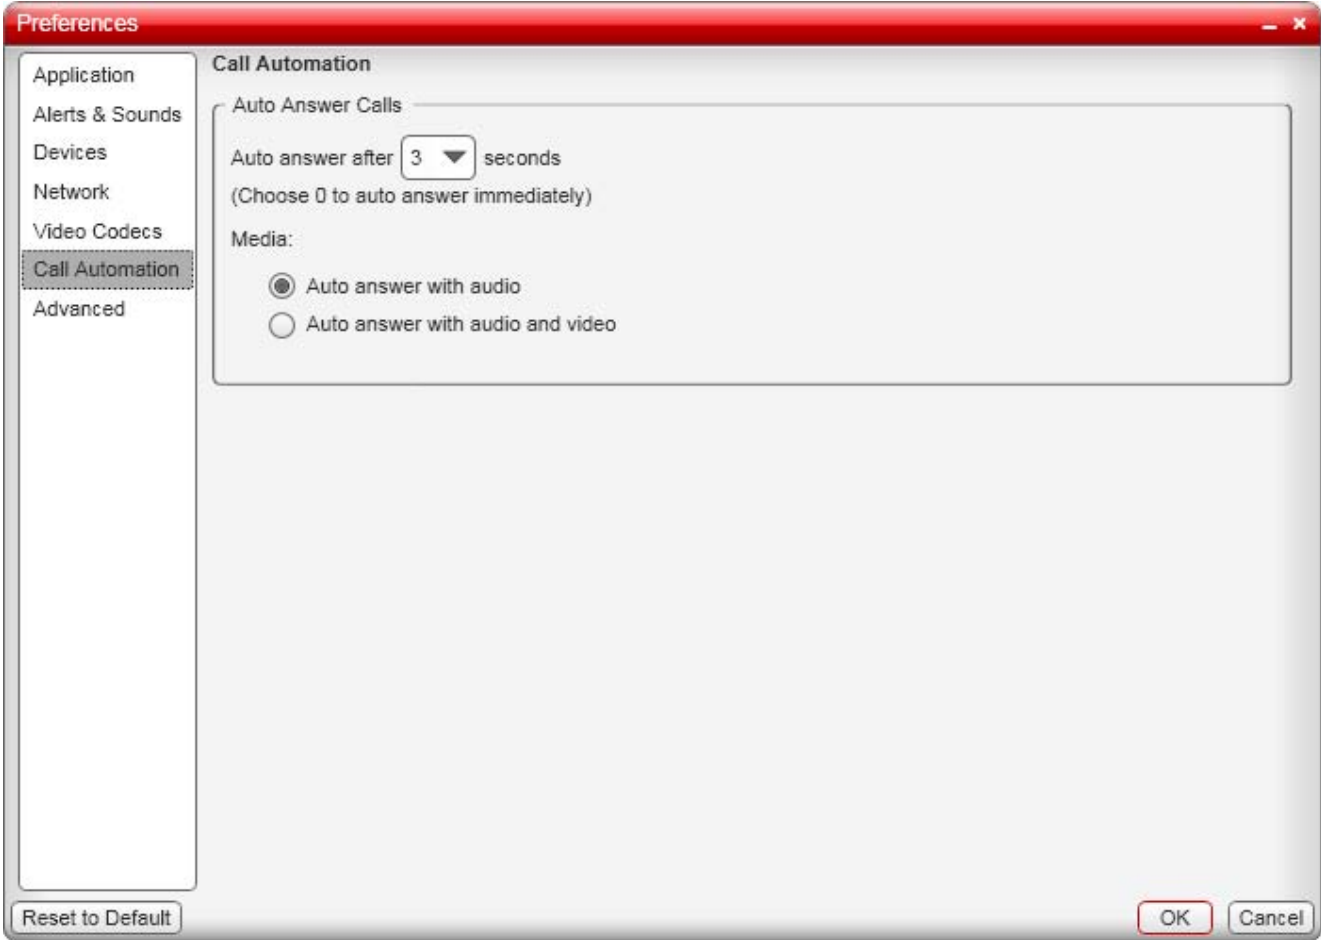 Preferences
Application
Alerts & Sounds
Devices
Network
Video Codecs
Call Automation
Advanced
Call Automation
Auto Answer Calls
Auto answer after 3 seconds
(Choose 0 to auto answer immediately)
Media:
Auto answer with audio
Auto answer with audio and video
Reset to Default
OK
Cancel